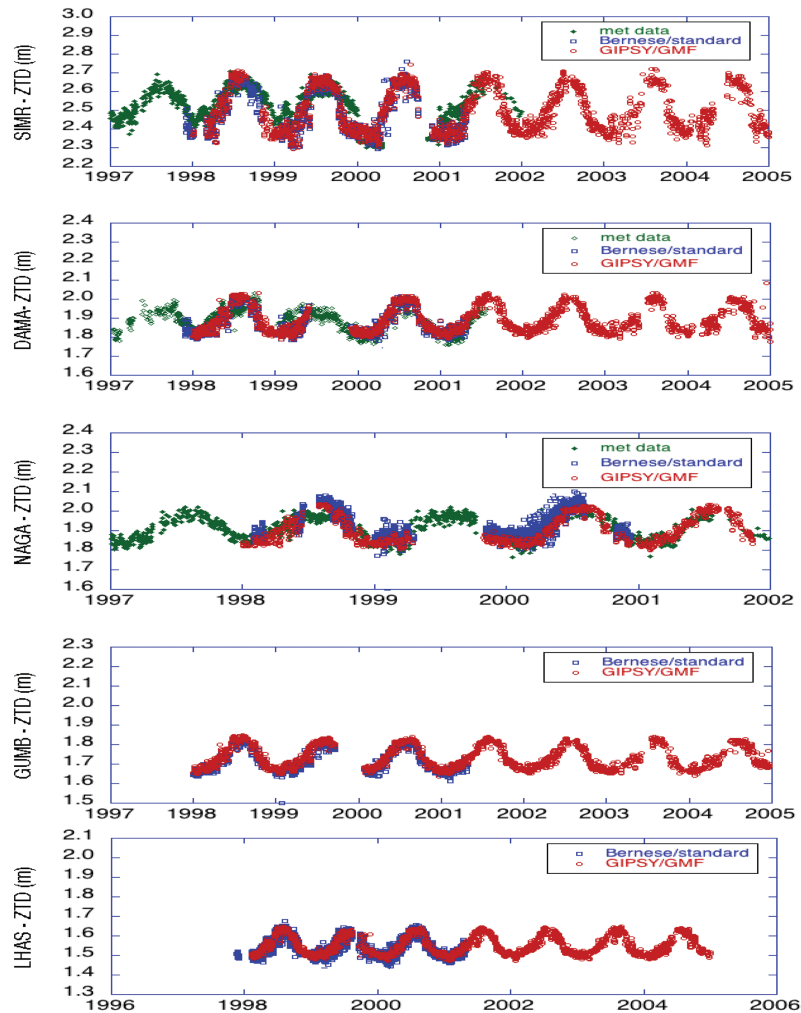 SIMR - ZTD (m)
3.0
2.9
2.8
2.7
2.6
2.5
2.4
2.3
2.2
met data
Bernese/standard
GIPSY/GMF
1997 1998 1999 2000 2001 2002 2003 2004 2005
DAMA- ZTD (m)
2.4
2.3
2.2
2.1
2.0
1.9
1.8
1.7
1.6
met data
Bernese/standard
GIPSY/GMF
1997 1998 1999 2000 2001 2002 2003 2004 2005
NAGA - ZTD (m)
2.4
2.3
2.2
2.1
2.0
1.9
1.8
1.7
1.6
met data
Bernese/standard
GIPSY/GMF
1997 1998 1999 2000 2001 2002
GUMB - ZTD (m)
2.3
2.2
2.1
2.0
1.9
1.8
1.7
1.6
1.5
Bernese/standard
GIPSY/GMF
1997 1998 1999 2000 2001 2002 2003 2004 2005
LHAS - ZTD (m)
2.1
2.0
1.9
1.8
1.7
1.6
1.5
1.4
1.3
Bernese/standard
GIPSY/GMF
1996 1998 2000 2002 2004 2006